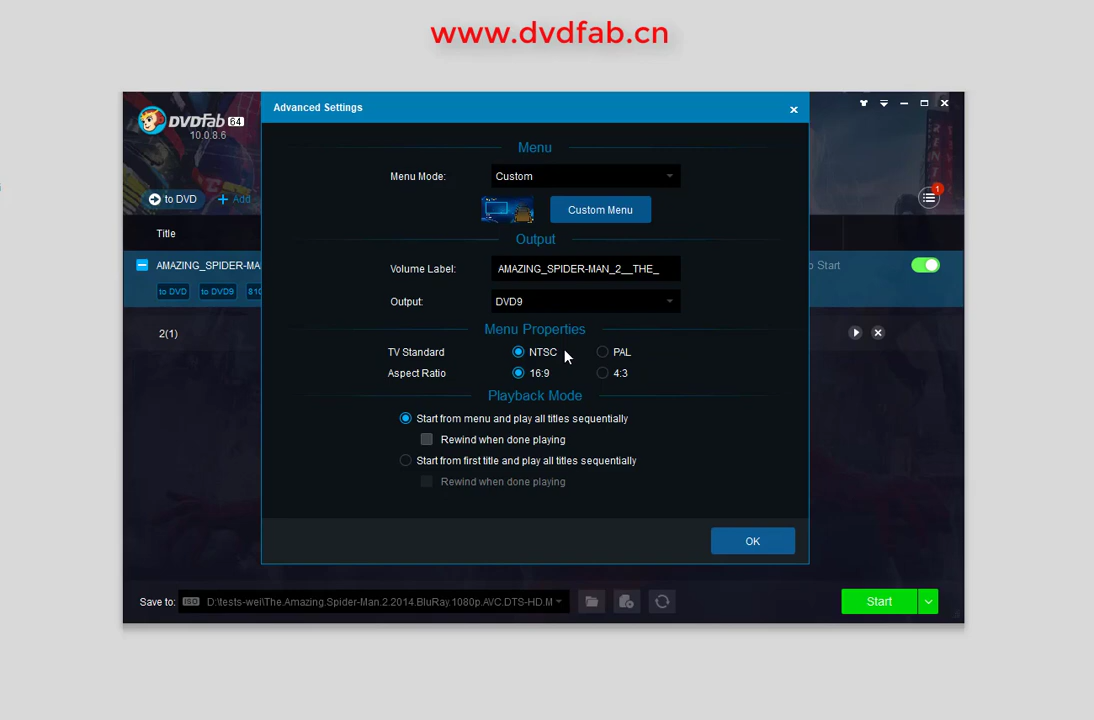 www.dvdfab.cn
Advanced Settings
DVDFab 64
10.0.8.6
Menu
Menu Mode: Custom
1
to DVD
Add
Custom Menu
Title
Output
AMAZING_SPIDER-MA
Volume Label: AMAZING_SPIDER-MAN_2__THE_
Start
to DVD to DVD9 810
Output: DVD9
2(1)
Menu Properties
TV Standard NTSC PAL
Aspect Ratio 16:9 4:3
Playback Mode
Start from menu and play all titles sequentially
Rewind when done playing
Start from first title and play all titles sequentially
Rewind when done playing
OK
Save to: ISO D:\tests-wei\The.Amazing.Spider-Man.2.2014.BluRay.1080p.AVC.DTS-HD.M
Start